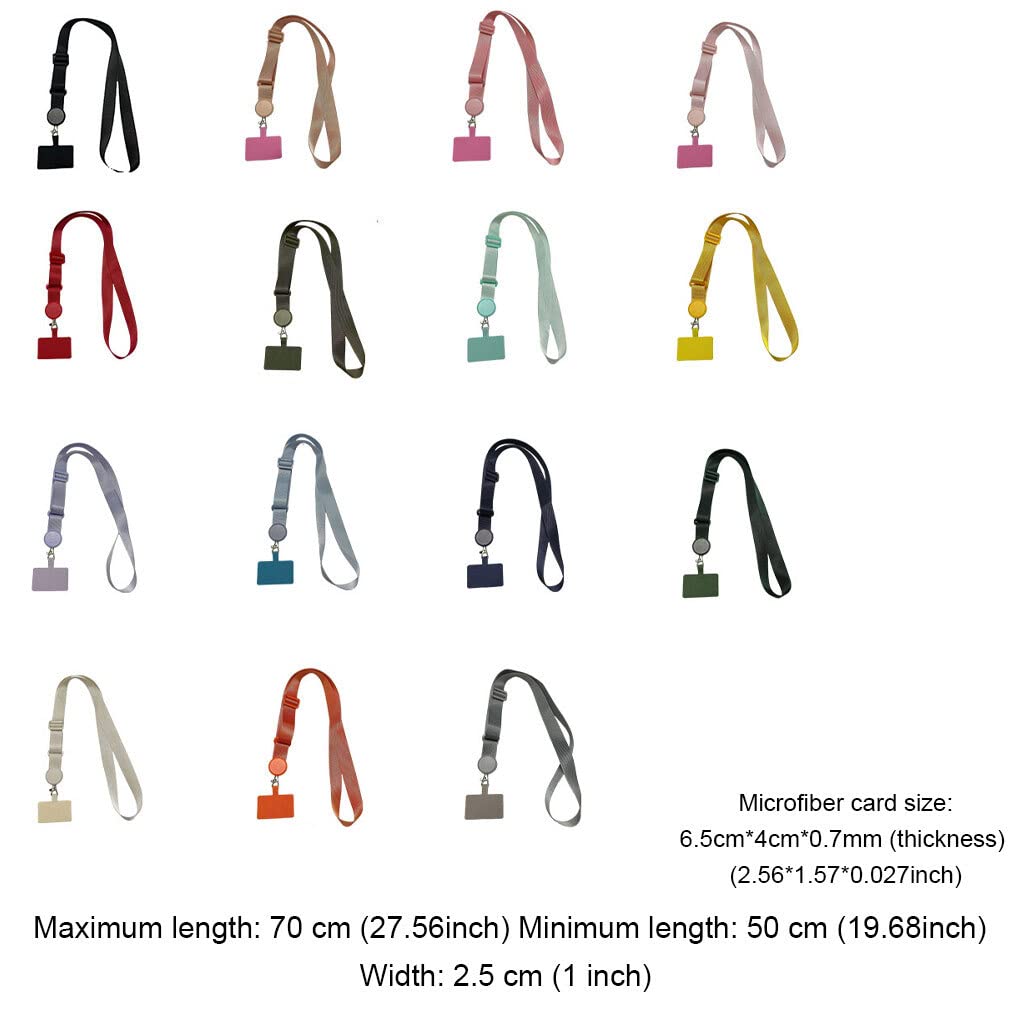 Microfiber card size:
6.5cm*4cm*0.7mm (thickness)
(2.56*1.57*0.027inch)
Maximum length: 70 cm (27.56inch) Minimum length: 50 cm (19.68inch)
Width: 2.5 cm (1 inch)